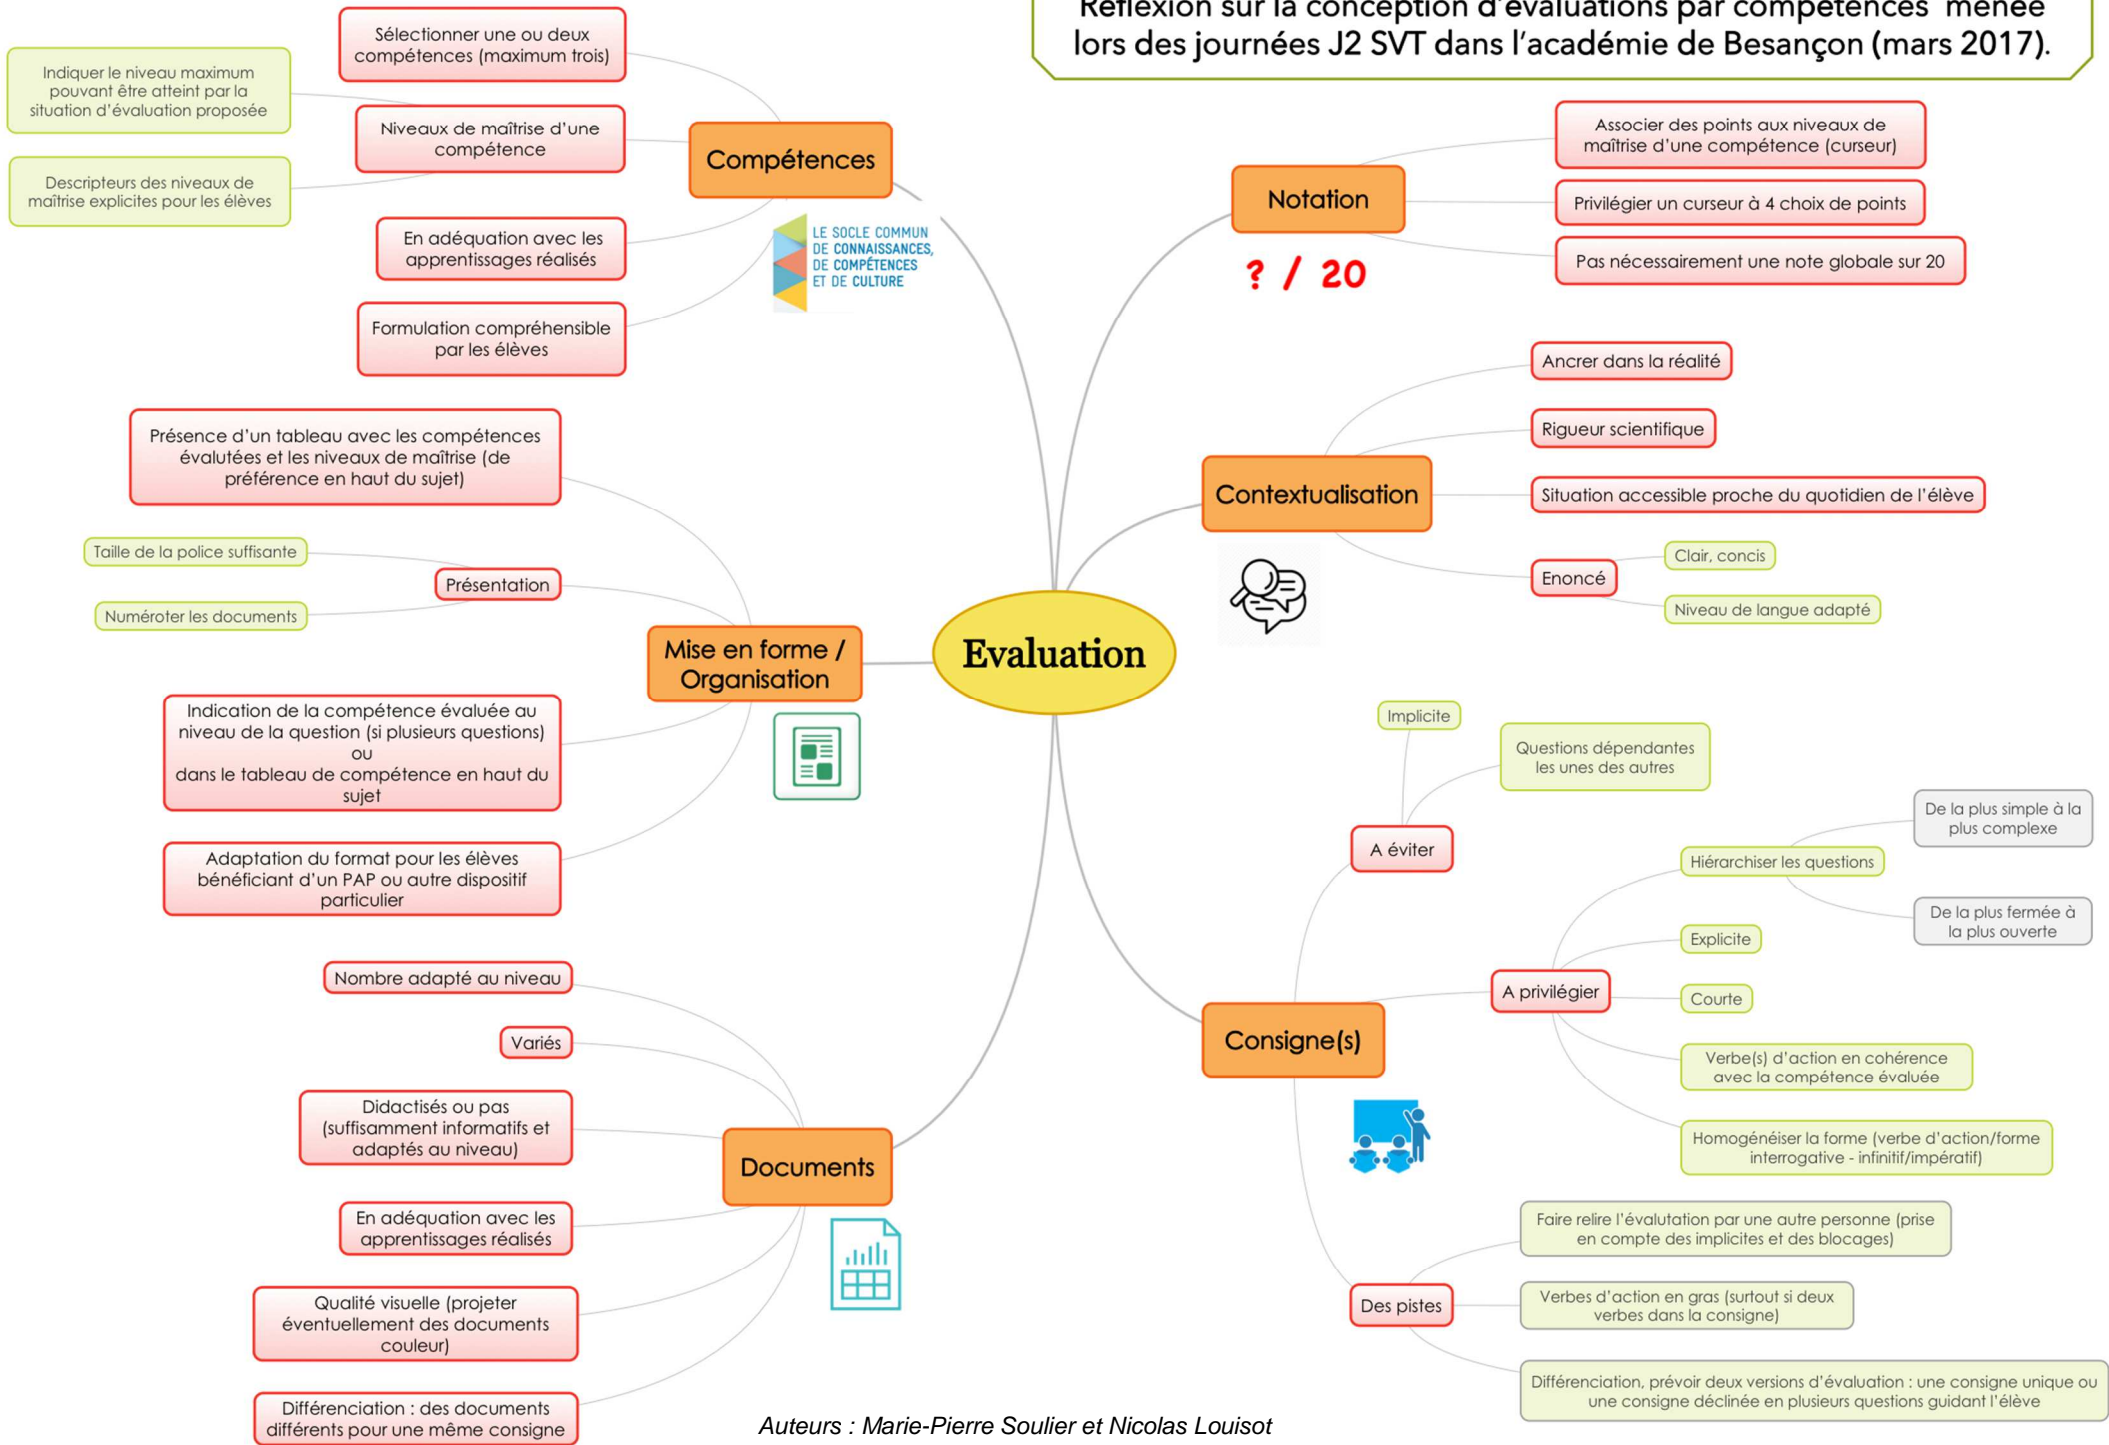 Réflexion sur la conception d'évaluations par compétences menée
lors des journées J2 SVT dans l'académie de Besançon (mars 2017).
Evaluation
Compétences
Sélectionner une ou deux
compétences (maximum trois)
Niveaux de maîtrise d'une
compétence
Indiquer le niveau maximum
pouvant être atteint par la
situation d'évaluation proposée
Descripteurs des niveaux de
maîtrise explicites pour les élèves
En adéquation avec les
apprentissages réalisés
Formulation compréhensible
par les élèves
LE SOCLE COMMUN
DE CONNAISSANCES,
DE COMPÉTENCES
ET DE CULTURE
Mise en forme /
Organisation
Présence d'un tableau avec les compétences
évalutées et les niveaux de maîtrise (de
préférence en haut du sujet)
Présentation
Taille de la police suffisante
Numéroter les documents
Indication de la compétence évaluée au
niveau de la question (si plusieurs questions)
ou
dans le tableau de compétence en haut du
sujet
Adaptation du format pour les élèves
bénéficiant d'un PAP ou autre dispositif
particulier
Documents
Nombre adapté au niveau
Variés
Didactisés ou pas
(suffisamment informatifs et
adaptés au niveau)
En adéquation avec les
apprentissages réalisés
Qualité visuelle (projeter
éventuellement des documents
couleur)
Différenciation : des documents
différents pour une même consigne
Notation
? / 20
Associer des points aux niveaux de
maîtrise d'une compétence (curseur)
Privilégier un curseur à 4 choix de points
Pas nécessairement une note globale sur 20
Contextualisation
Ancrer dans la réalité
Rigueur scientifique
Situation accessible proche du quotidien de l'élève
Enoncé
Clair, concis
Niveau de langue adapté
Consigne(s)
A éviter
Implicite
Questions dépendantes
les unes des autres
A privilégier
Hiérarchiser les questions
De la plus simple à la
plus complexe
De la plus fermée à
la plus ouverte
Explicite
Courte
Verbe(s) d'action en cohérence
avec la compétence évaluée
Homogénéiser la forme (verbe d'action/forme
interrogative - infinitif/impératif)
Des pistes
Faire relire l'évalutation par une autre personne (prise
en compte des implicites et des blocages)
Verbes d'action en gras (surtout si deux
verbes dans la consigne)
Différenciation, prévoir deux versions d'évaluation : une consigne unique ou
une consigne déclinée en plusieurs questions guidant l'élève
Auteurs : Marie-Pierre Soulier et Nicolas Louisot